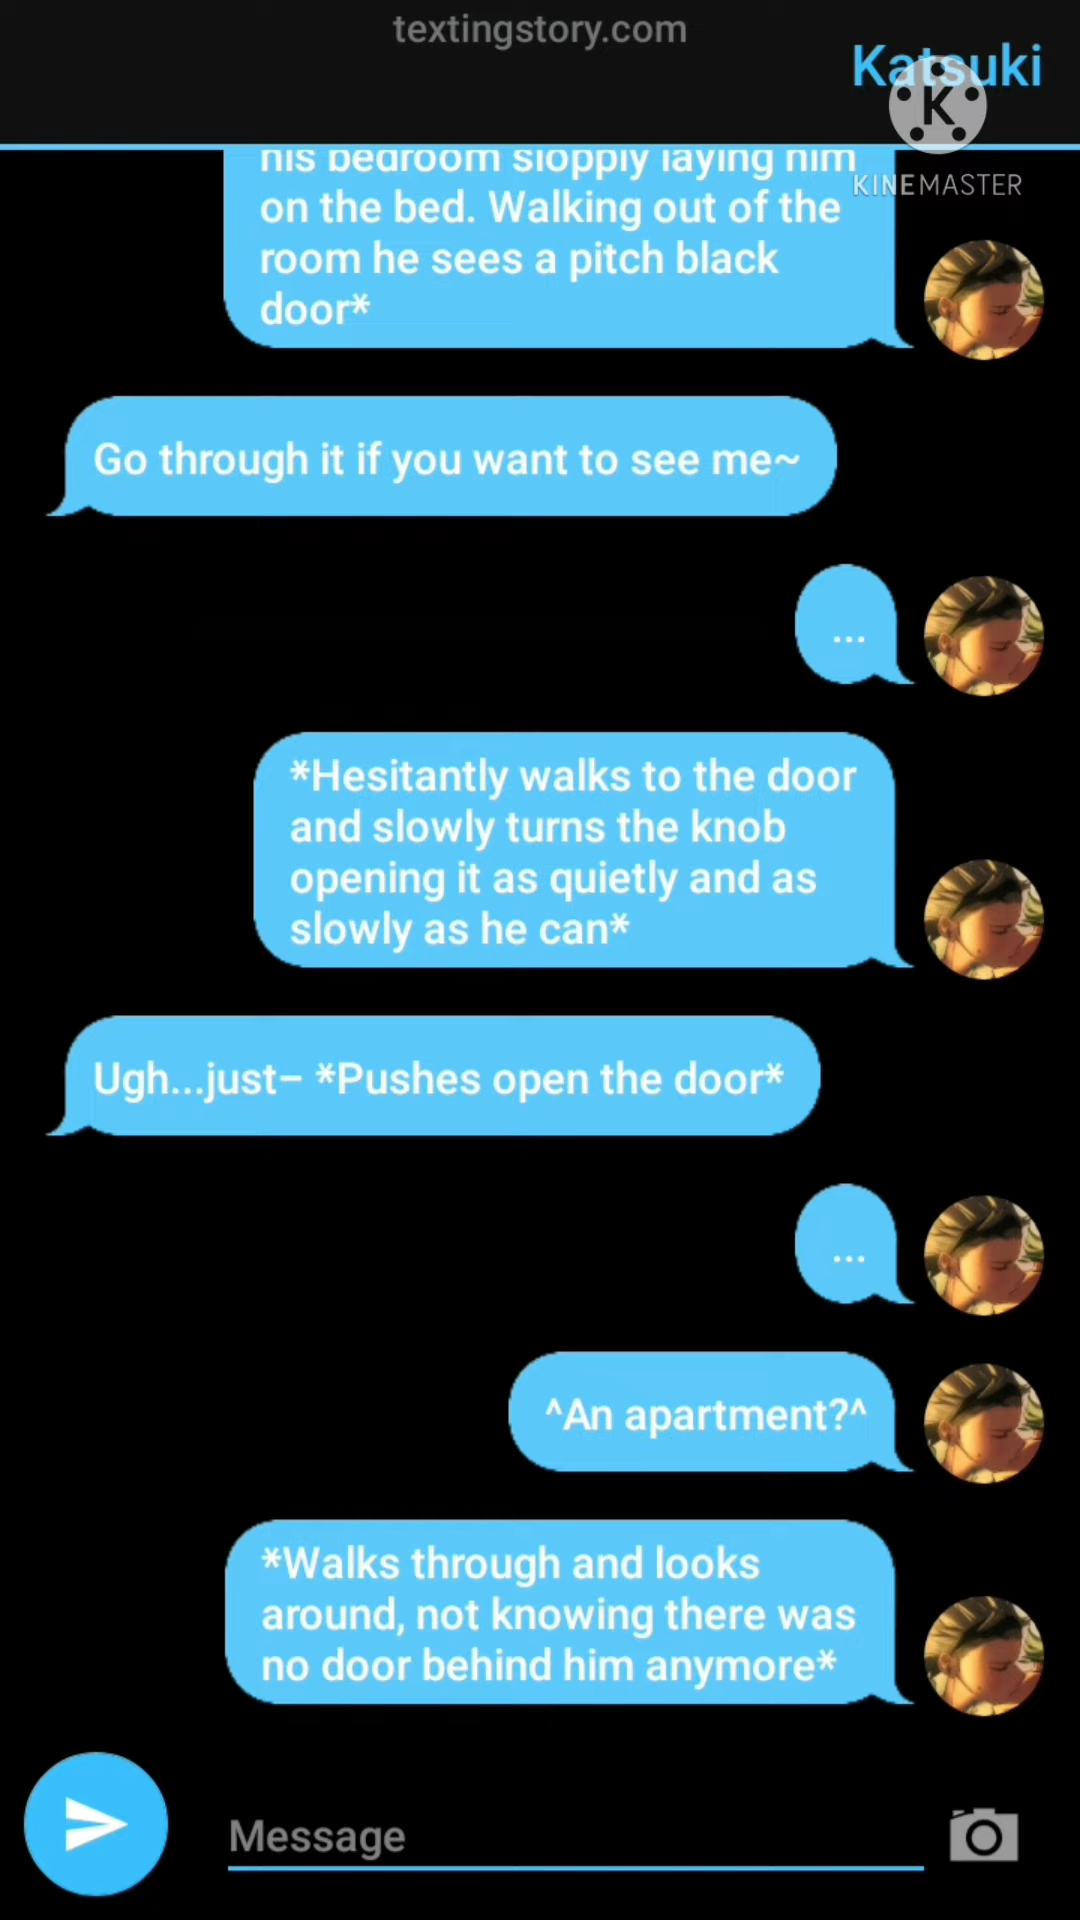 textingstory.com
Katsuki
K
KINEMASTER
his bedroom slopply laying him
on the bed. Walking out of the
room he sees a pitch black
door*
Go through it if you want to see me~
...
*Hesitantly walks to the door
and slowly turns the knob
opening it as quietly and as
slowly as he can*
Ugh...just– *Pushes open the door*
...
^An apartment?^
*Walks through and looks
around, not knowing there was
no door behind him anymore*
Message